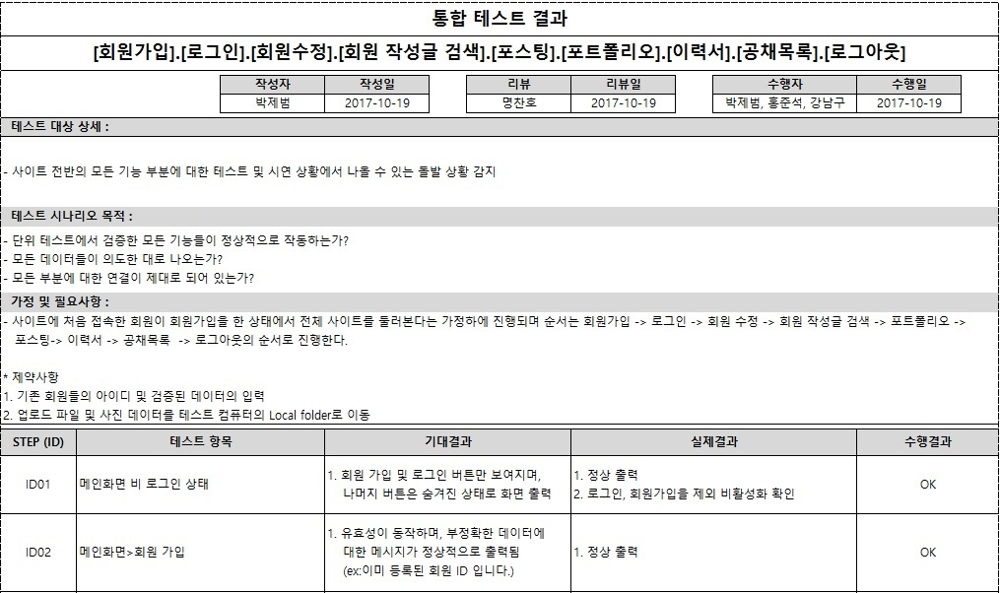 통합 테스트 결과
[회원가입].[로그인].[회원수정].[회원 작성글 검색].[포스팅].[포트폴리오].[이력서].[공채목록].[로그아웃]
작성자 작성일 리뷰 리뷰일 수행자 수행일
박제범 2017-10-19 명찬호 2017-10-19 박제범, 홍준석, 강남구 2017-10-19
테스트 대상 상세 :
- 사이트 전반의 모든 기능 부분에 대한 테스트 및 시연 상황에서 나올 수 있는 돌발 상황 감지
테스트 시나리오 목적 :
- 단위 테스트에서 검증한 모든 기능들이 정상적으로 작동하는가?
- 모든 데이터들이 의도한 대로 나오는가?
- 모든 부분에 대한 연결이 제대로 되어 있는가?
가정 및 필요사항 :
- 사이트에 처음 접속한 회원이 회원가입을 한 상태에서 전체 사이트를 둘러본다는 가정하에 진행되며 순서는 회원가입 -> 로그인 -> 회원 수정 -> 회원 작성글 검색 -> 포트폴리오 ->
포스팅-> 이력서 -> 공채목록 -> 로그아웃의 순서로 진행한다.
* 제약사항
1. 기존 회원들의 아이디 및 검증된 데이터의 입력
2. 업로드 파일 및 사진 데이터를 테스트 컴퓨터의 Local folder로 이동
STEP (ID) 테스트 항목 기대결과 실제결과 수행결과
ID01 메인화면 비 로그인 상태
1. 회원 가입 및 로그인 버튼만 보여지며,
나머지 버튼은 숨겨진 상태로 화면 출력
1. 정상 출력
2. 로그인, 회원가입을 제외 비활성화 확인
OK
ID02 메인화면>회원 가입
1. 유효성이 동작하며, 부정확한 데이터에
대한 메시지가 정상적으로 출력됨
(ex:이미 등록된 회원 ID 입니다.)
1. 정상 출력
OK